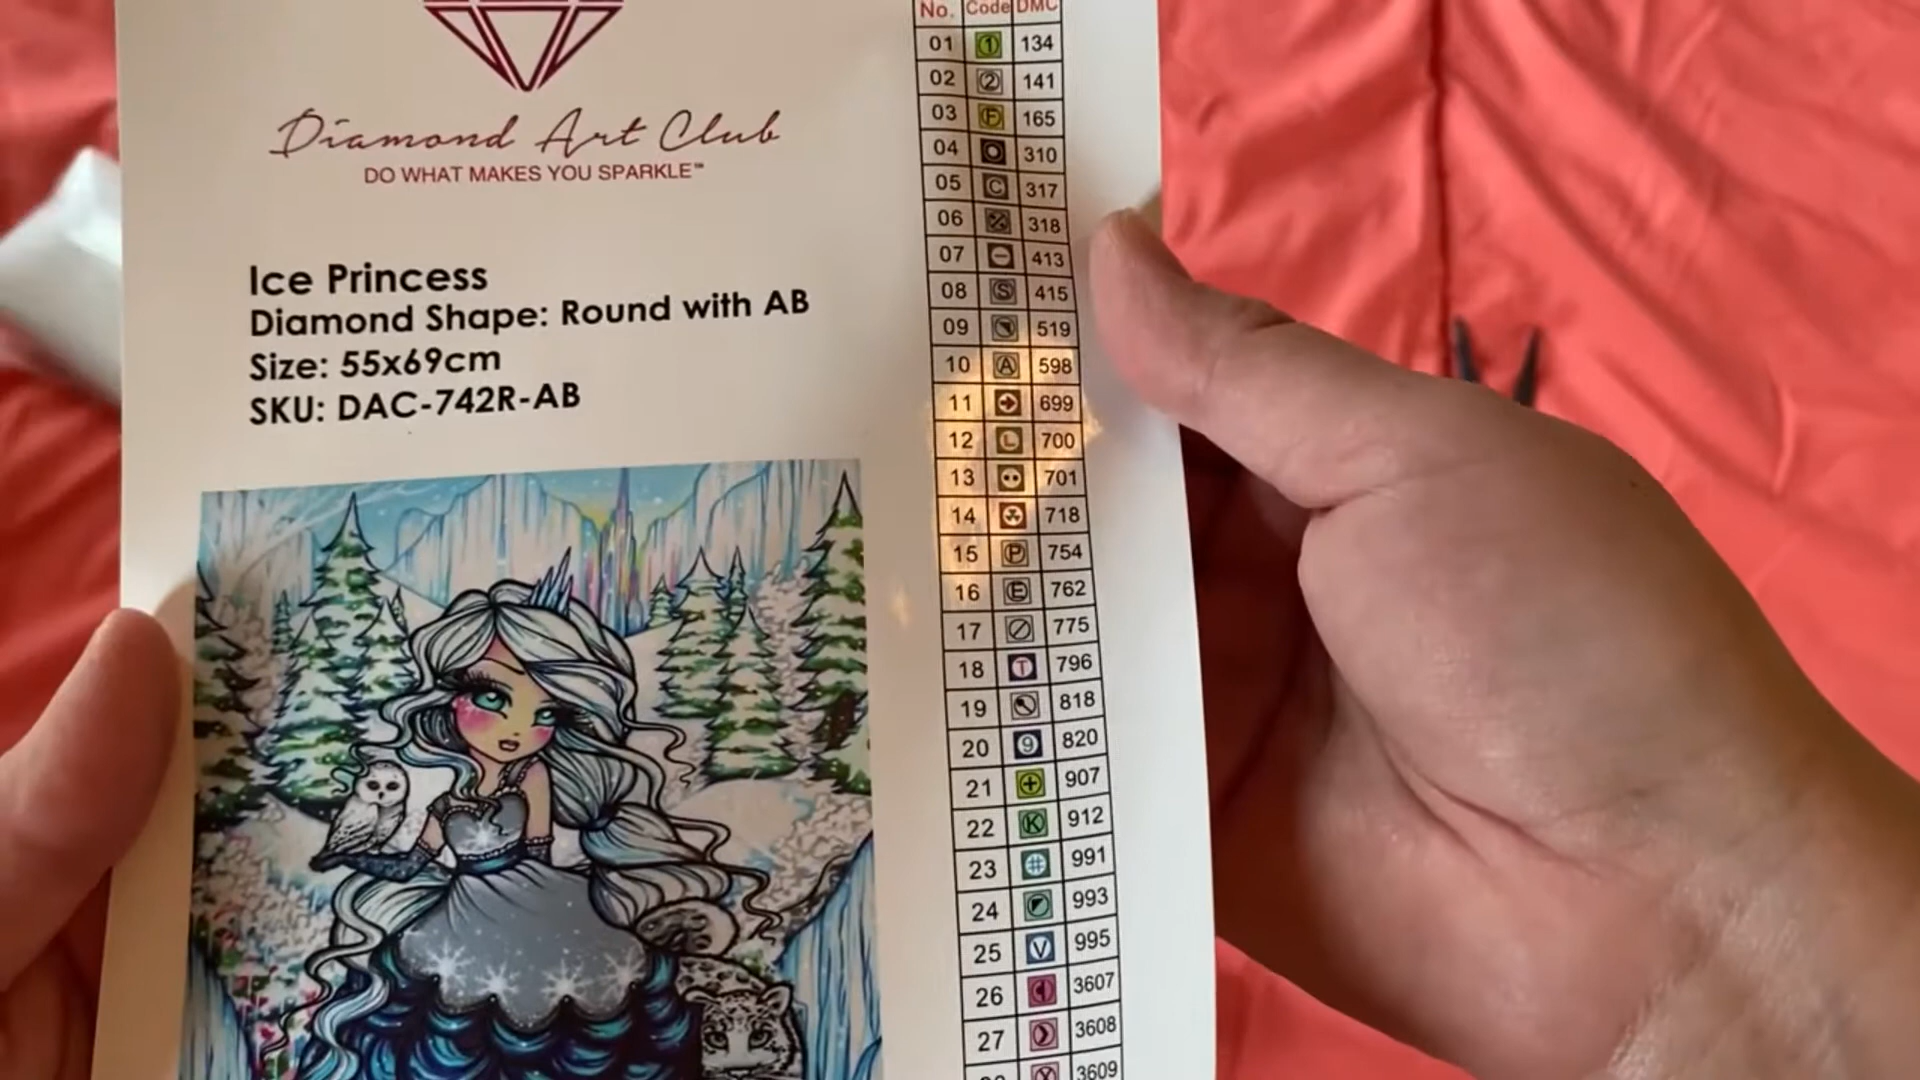 Diamond Art Club
DO WHAT MAKES YOU SPARKLE™
Ice Princess
Diamond Shape: Round with AB
Size: 55x69cm
SKU: DAC-742R-AB
No. Code DMC
01 1 134
02 2 141
03 F 165
04 310
05 C 317
06 318
07 413
08 S 415
09 519
10 A 598
11 699
12 L 700
13 701
14 718
15 P 754
16 E 762
17 775
18 T 796
19 818
20 9 820
21 + 907
22 K 912
23 # 991
24 993
25 V 995
26 3607
27 3608
3609